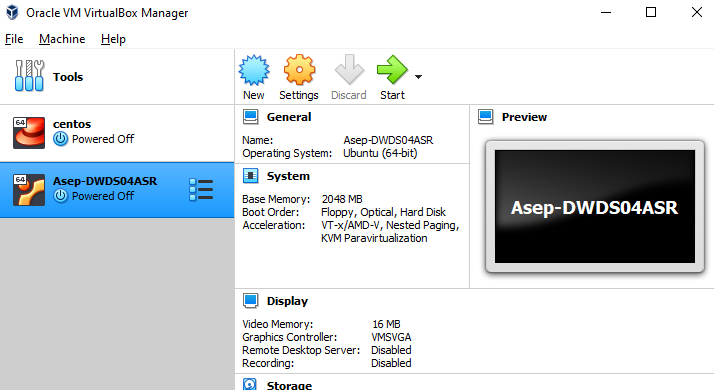 Oracle VM VirtualBox Manager
File Machine Help
Tools
New Settings Discard Start
64
centos
Powered Off
64
Asep-DWDS04ASR
Powered Off
General
Name: Asep-DWDS04ASR
Operating System: Ubuntu (64-bit)
System
Base Memory: 2048 MB
Boot Order: Floppy, Optical, Hard Disk
Acceleration: VT-x/AMD-V, Nested Paging,
KVM Paravirtualization
Preview
Asep-DWDS04ASR
Display
Video Memory: 16 MB
Graphics Controller: VMSVGA
Remote Desktop Server: Disabled
Recording: Disabled
Storage